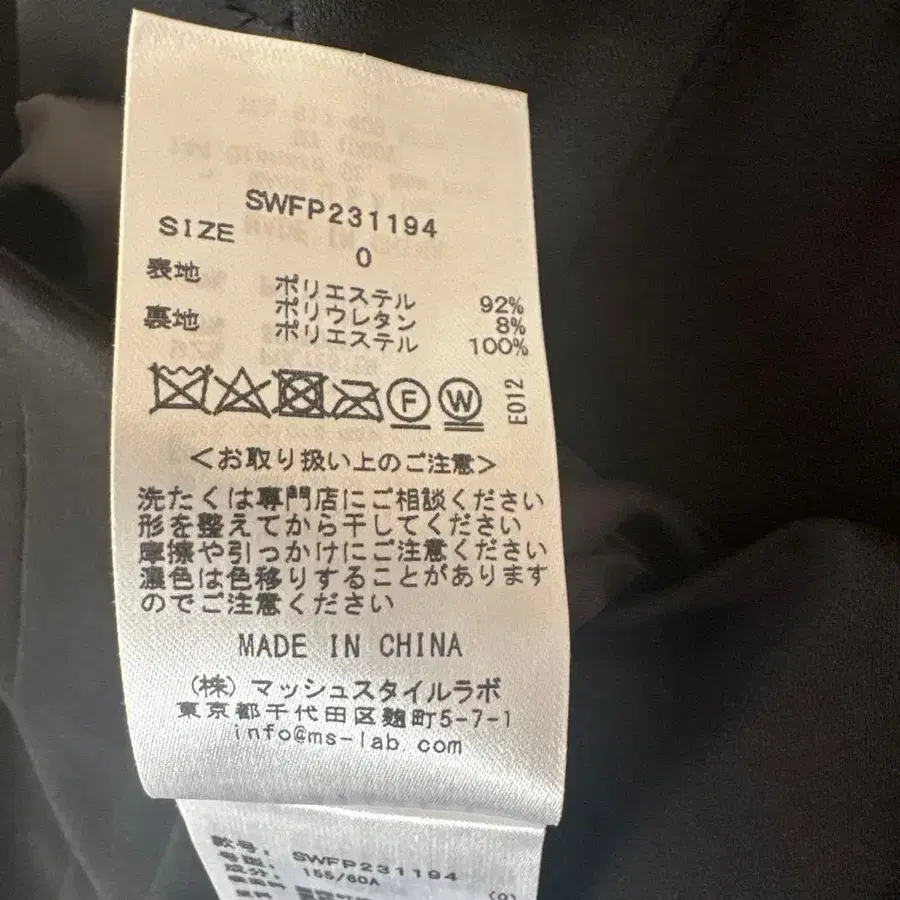 SWFP231194
SIZE 0
表地 ポリエステル 92%
ポリウレタン 8%
裏地 ポリエステル 100%
F W E012
<お取り扱い上のご注意>
洗たくは専門店にご相談ください
形を整えてから干してください
摩擦や引っかけにご注意ください
濃色は色移りすることがあります
のでご注意ください
MADE IN CHINA
(株)マッシュスタイルラボ
東京都千代田区麹町5-7-1
info@ms-lab.com
款号: SWFP231194
号型: 155/60A
成分: